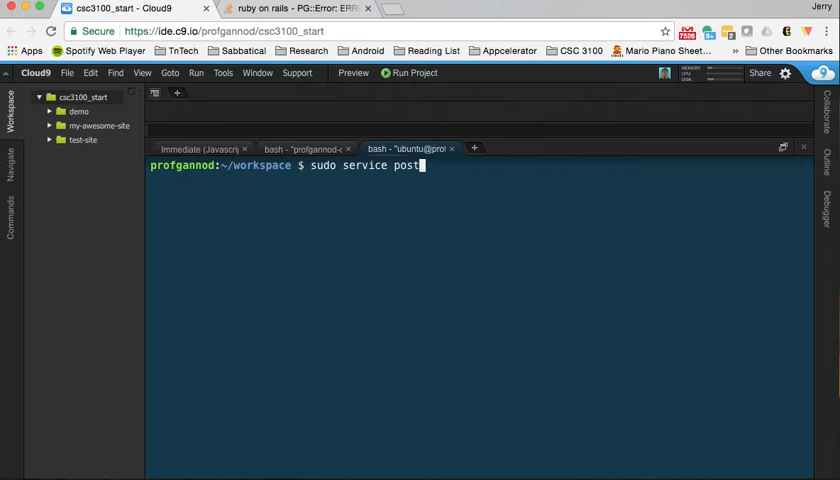 csc3100_start - Cloud9
ruby on rails - PG::Error: ERR
Jerry
Secure https://ide.c9.io/profgannod/csc3100_start
7526
Apps Spotify Web Player TnTech Sabbatical Research Android Reading List Appcelerator CSC 3100 Mario Piano Sheet... » Other Bookmarks
Cloud9 File Edit Find View Goto Run Tools Window Support Preview Run Project MEMORY CPU DISK Share
Workspace
Navigate
Commands
csc3100_start
demo
my-awesome-site
test-site
Immediate (Javascrip
bash - "profgannod-c
bash - "ubuntu@prof
profgannod:~/workspace $ sudo service post
Collaborate
Outline
Debugger